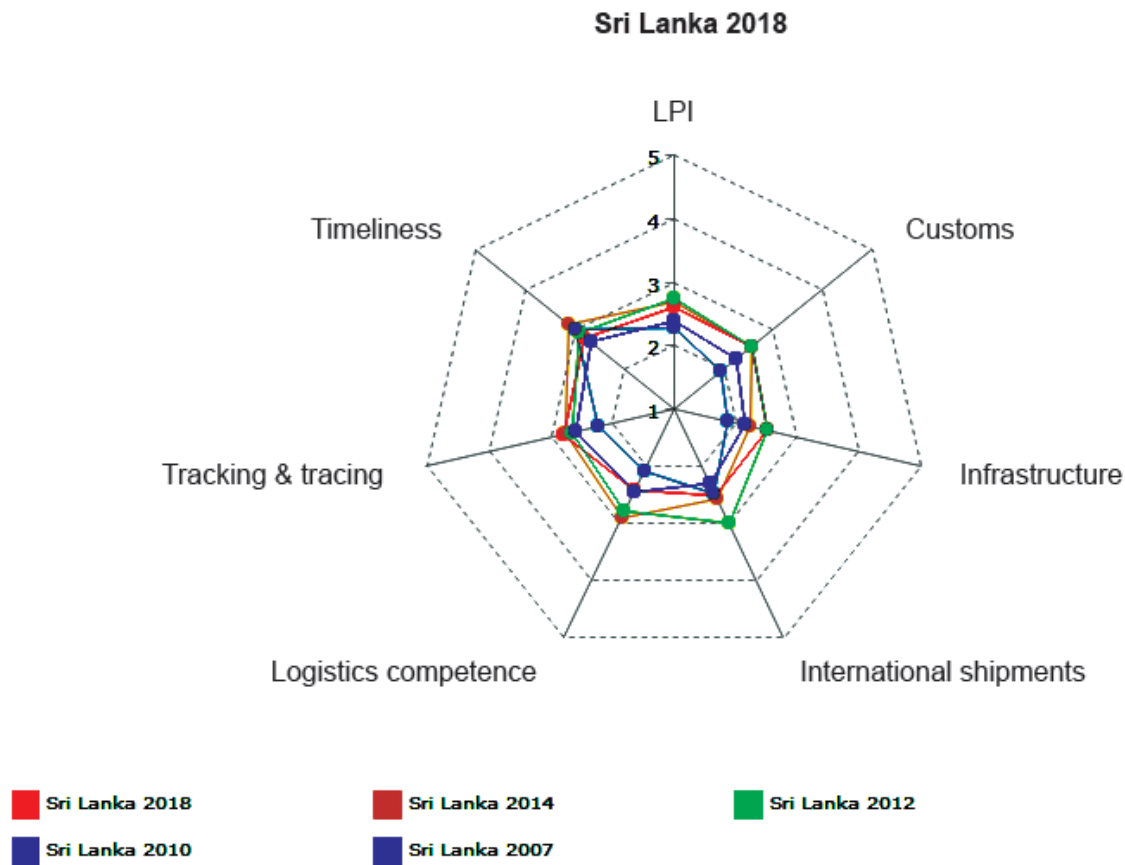 Sri Lanka 2018
LPI
5
Timeliness
Customs
4
3
2
1
Tracking & tracing
Infrastructure
Logistics competence
International shipments
Sri Lanka 2018
Sri Lanka 2014
Sri Lanka 2012
Sri Lanka 2010
Sri Lanka 2007